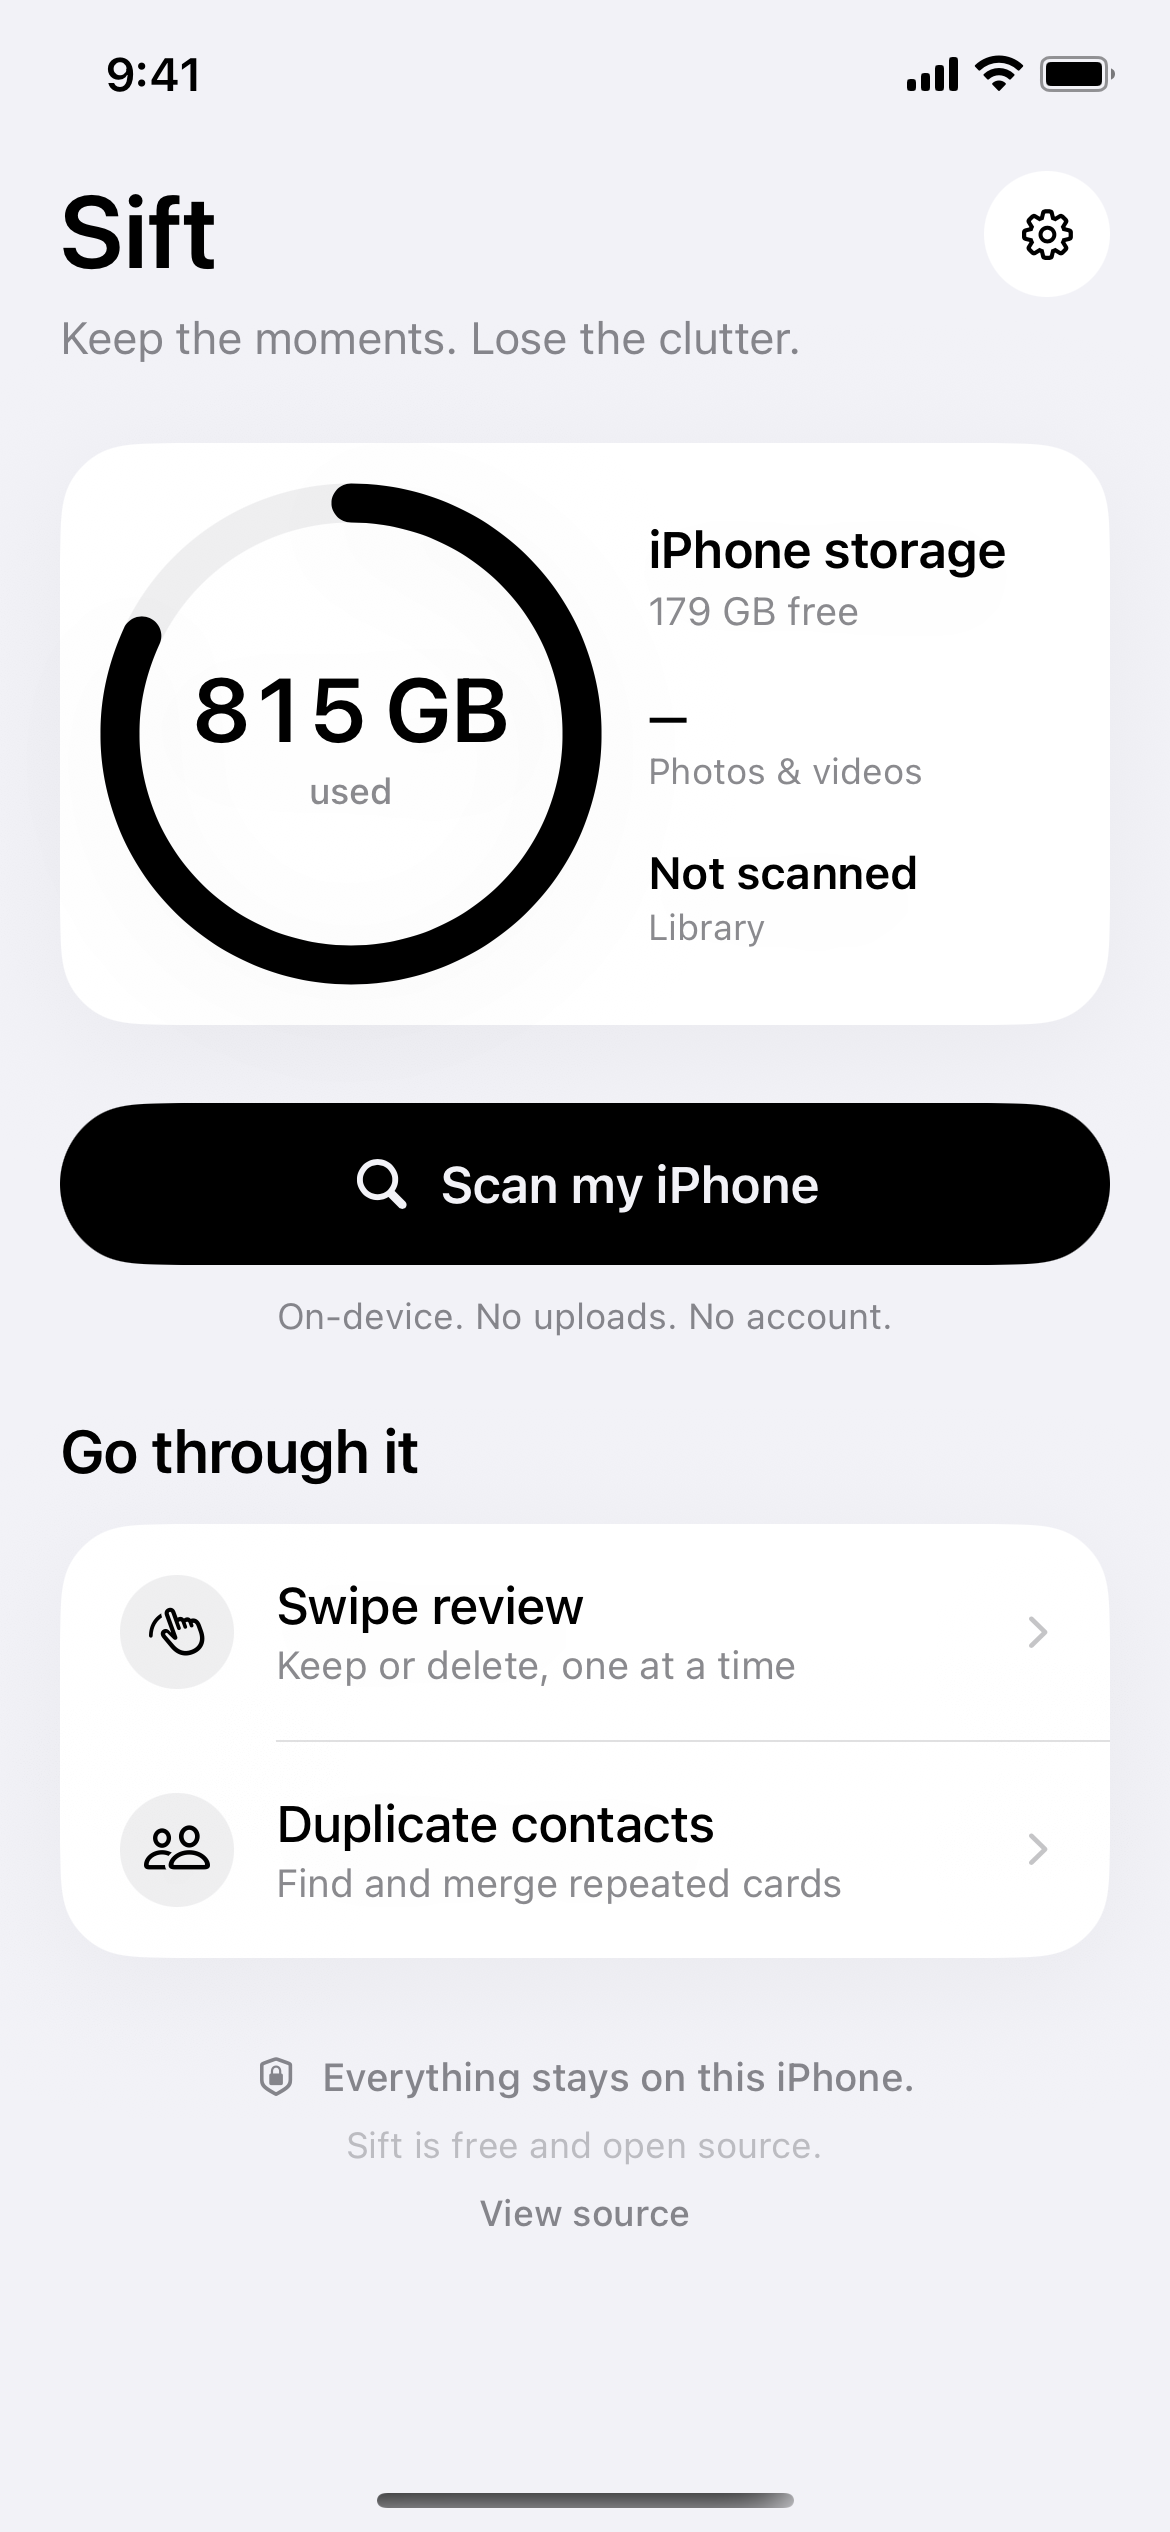 9:41
Sift
Keep the moments. Lose the clutter.
815 GB
used
iPhone storage
179 GB free
–
Photos & videos
Not scanned
Library
Scan my iPhone
On-device. No uploads. No account.
Go through it
Swipe review
Keep or delete, one at a time
Duplicate contacts
Find and merge repeated cards
Everything stays on this iPhone.
Sift is free and open source.
View source